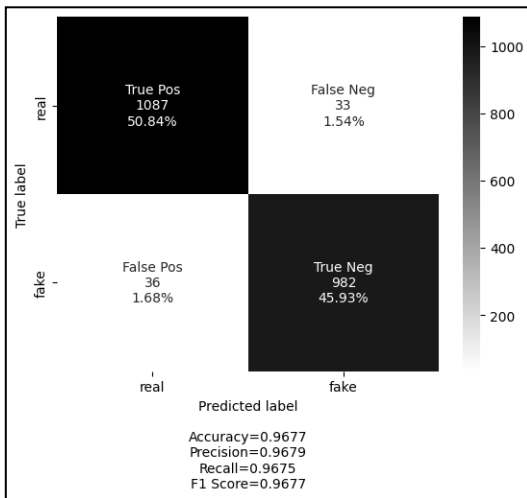 True Pos
1087
50.84%
False Neg
33
1.54%
False Pos
36
1.68%
True Neg
982
45.93%
real
fake
True label
real
fake
Predicted label
1000
800
600
400
200
Accuracy=0.9677
Precision=0.9679
Recall=0.9675
F1 Score=0.9677